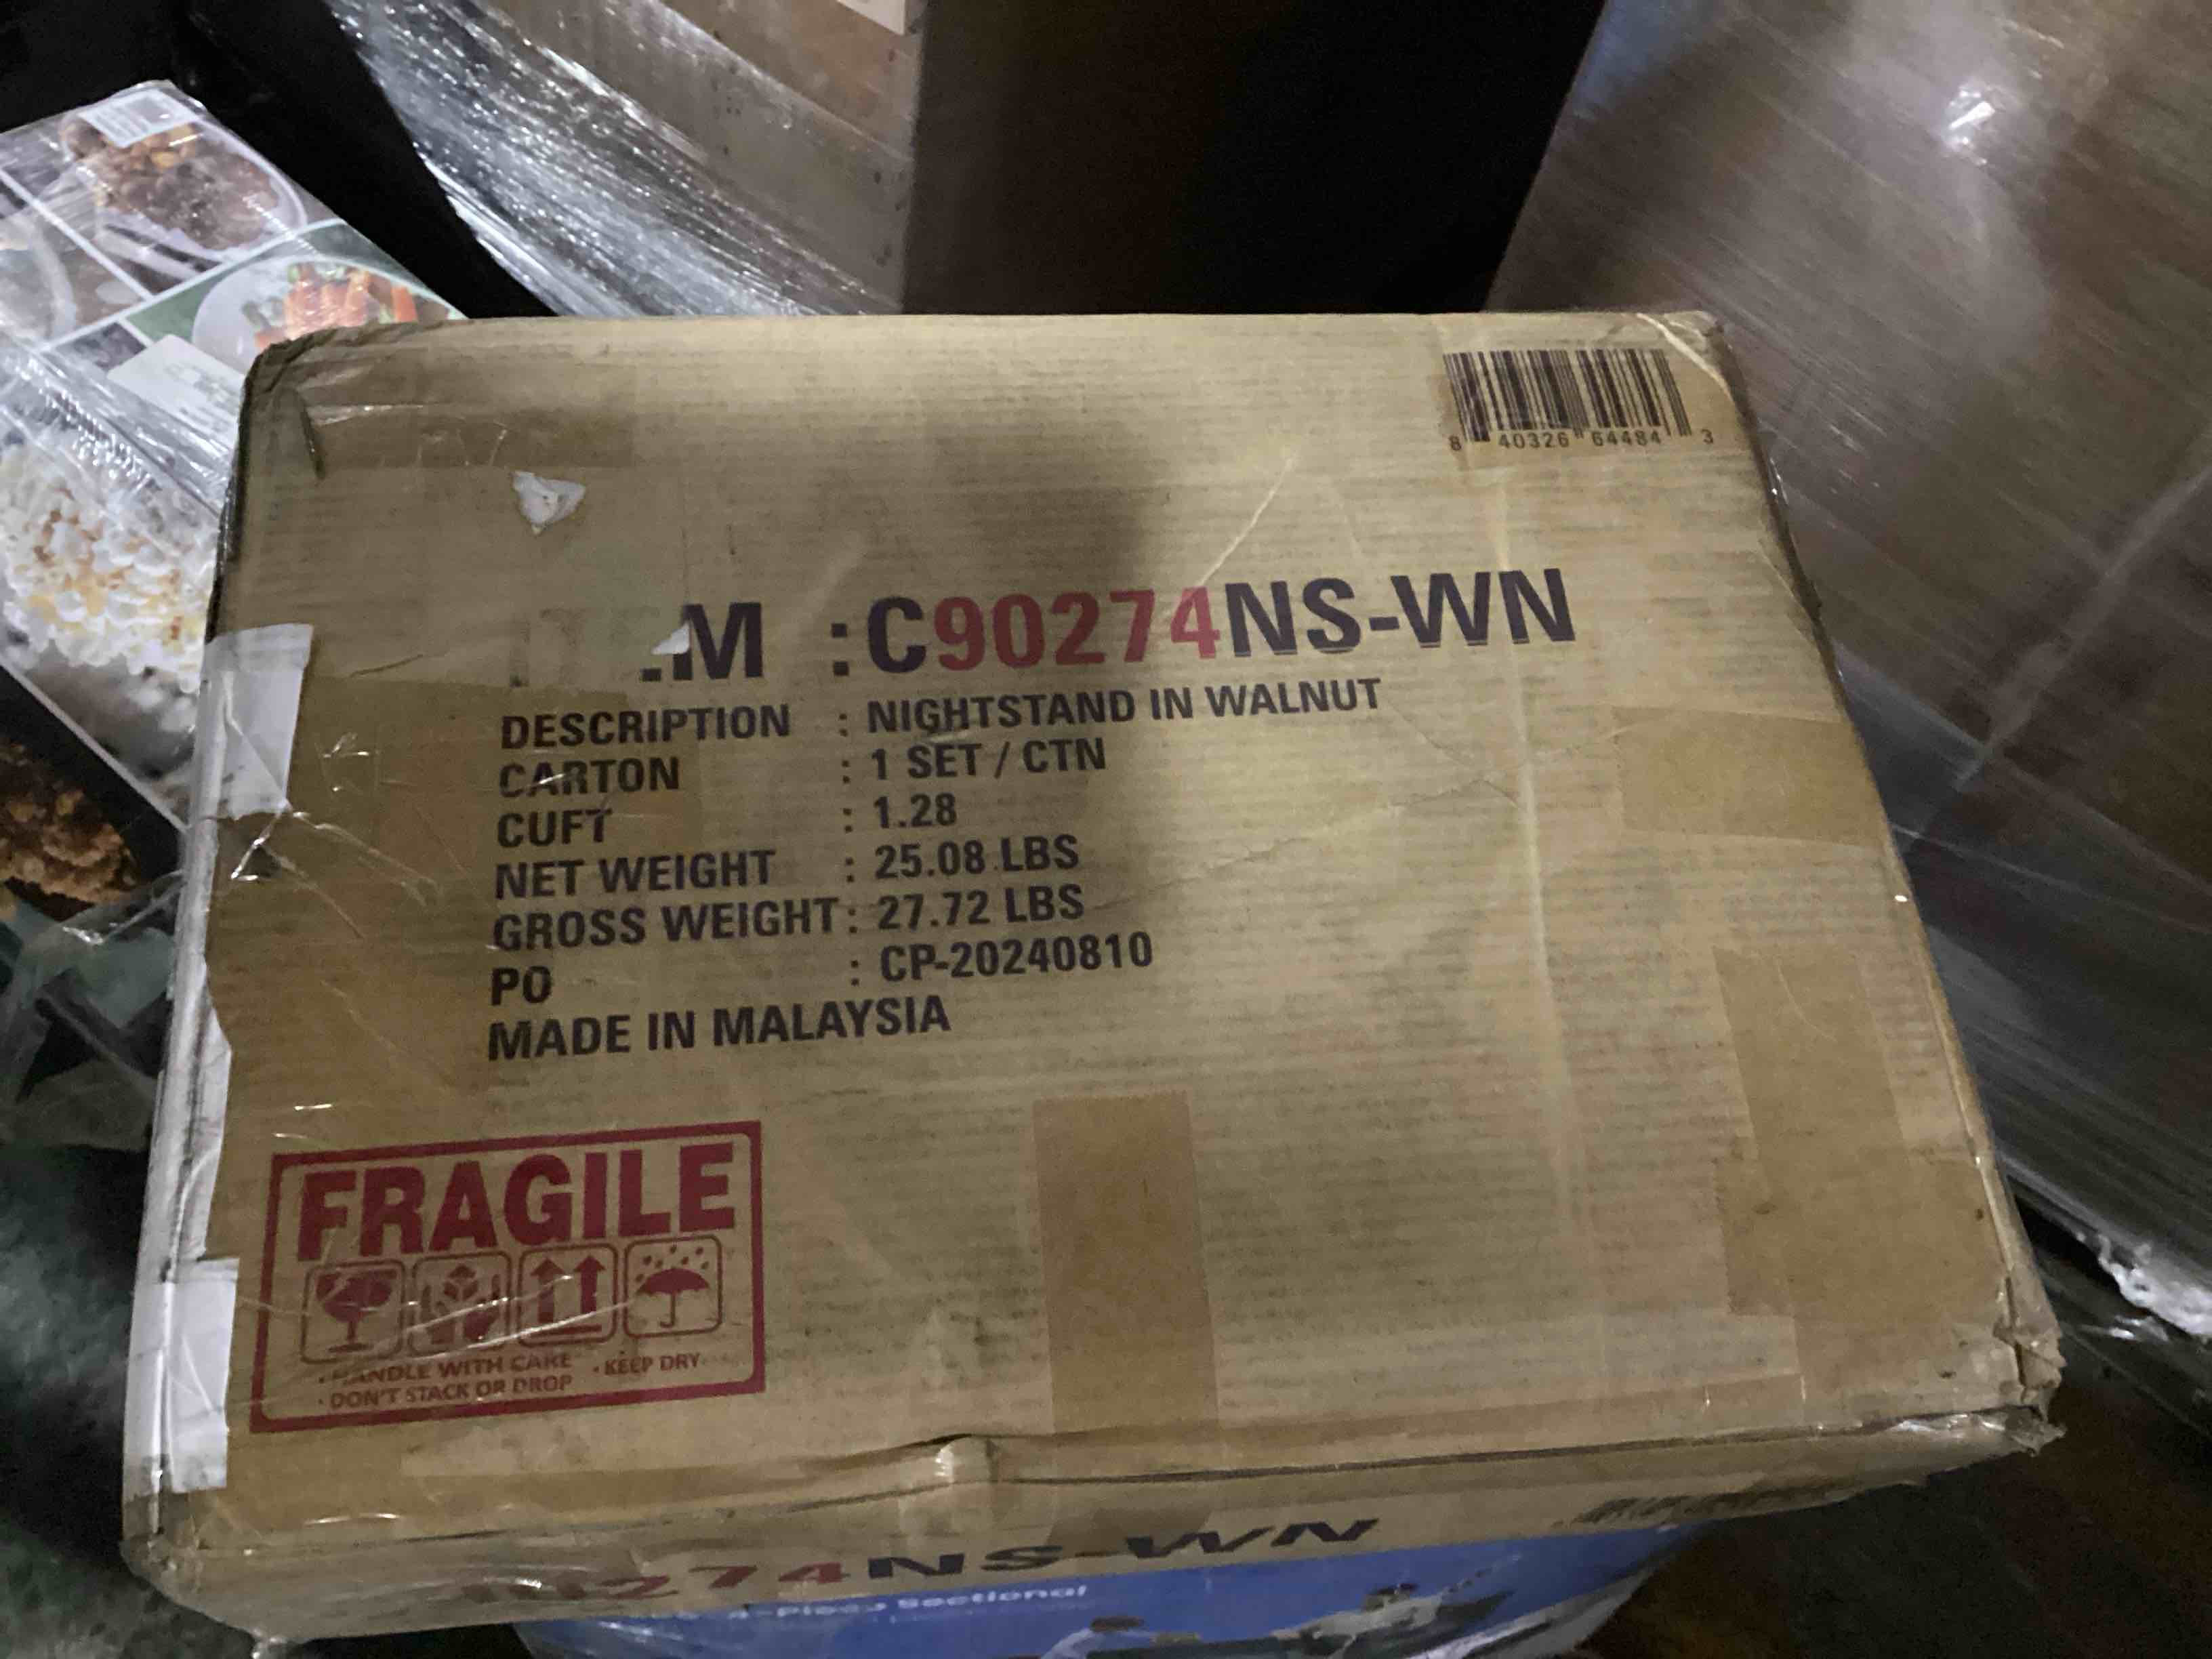 8 40326 64484 3
M : C90274NS-WN
DESCRIPTION : NIGHTSTAND IN WALNUT
CARTON : 1 SET / CTN
CUFT : 1.28
NET WEIGHT : 25.08 LBS
GROSS WEIGHT : 27.72 LBS
PO : CP-20240810
MADE IN MALAYSIA
FRAGILE
• HANDLE WITH CARE • KEEP DRY
• DON'T STACK OR DROP
274NS-WN
4-Piece Sectional